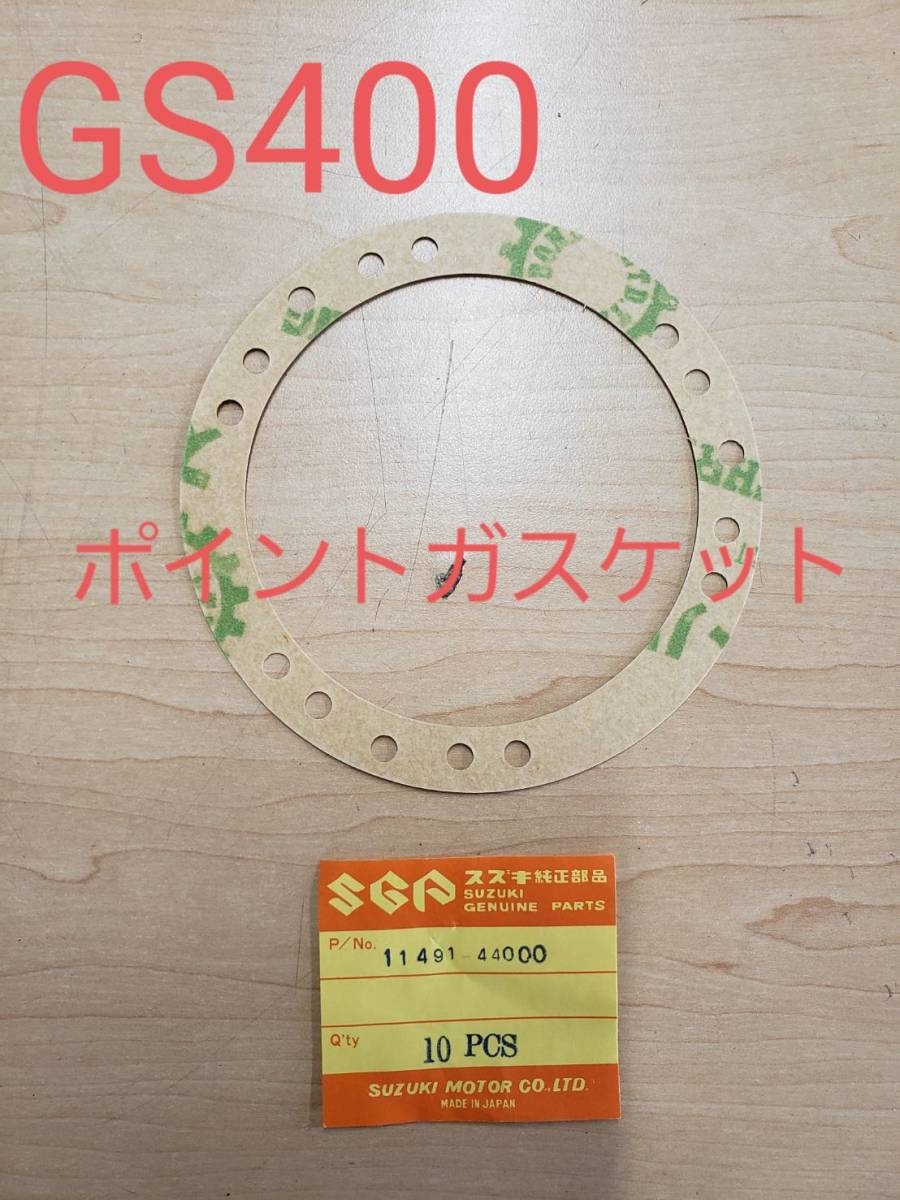 GS400
ポイントガスケット
SGP スズキ純正部品
SUZUKI
GENUINE PARTS
P/No. 11491-44000
Q'ty 10 PCS
SUZUKI MOTOR CO.,LTD.
MADE IN JAPAN